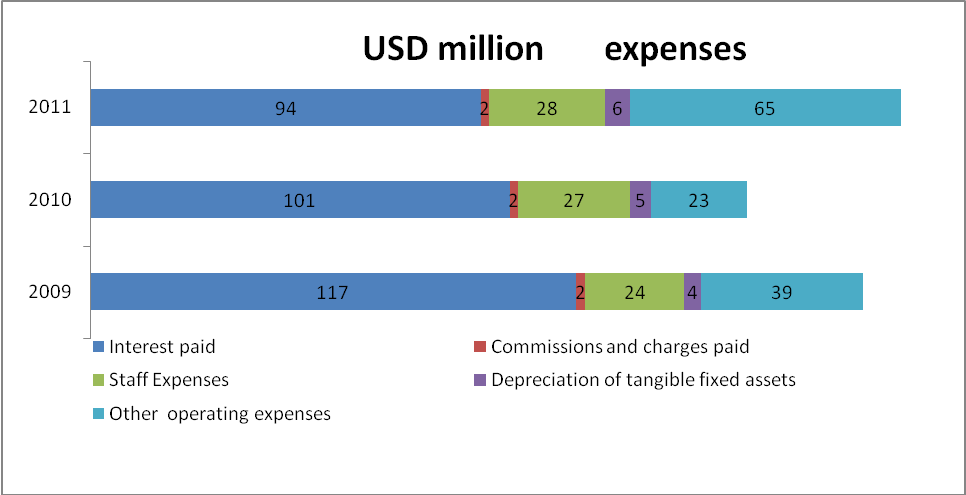 USD million expenses
2011 94 2 28 6 65
2010 101 2 27 5 23
2009 117 2 24 4 39
Interest paid Commissions and charges paid
Staff Expenses Depreciation of tangible fixed assets
Other operating expenses